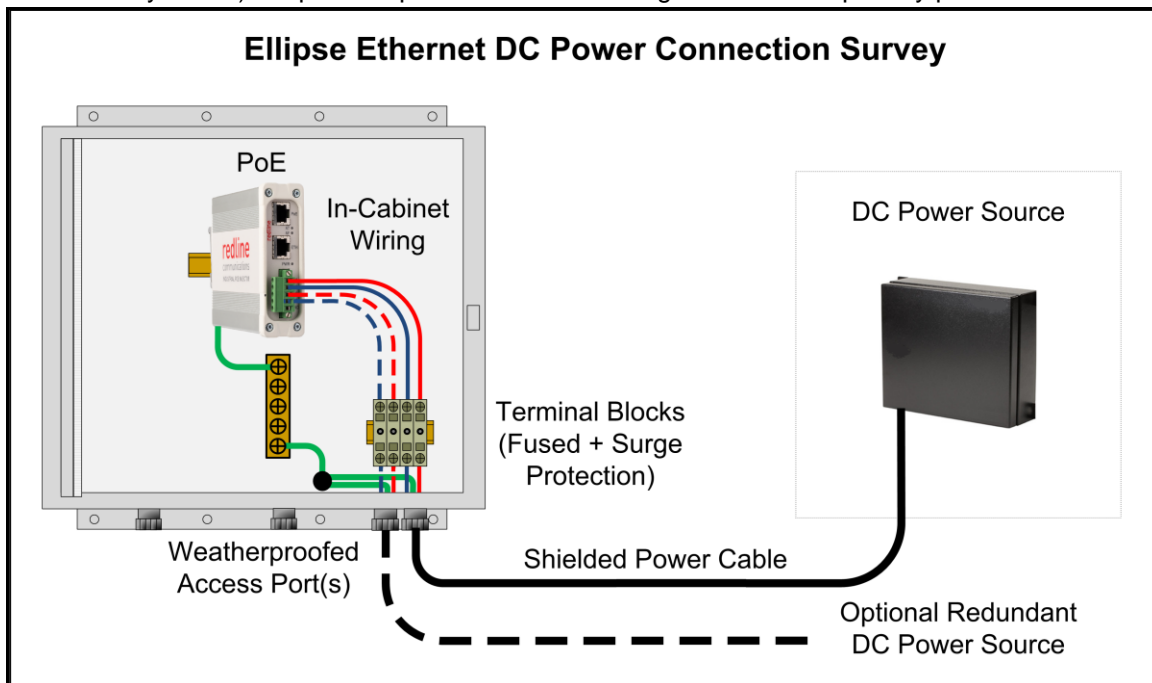 Ellipse Ethernet DC Power Connection Survey
PoE
In-Cabinet
Wiring
redline
communications
DC Power Source
Terminal Blocks
(Fused + Surge
Protection)
Weatherproofed
Access Port(s)
Shielded Power Cable
Optional Redundant
DC Power Source